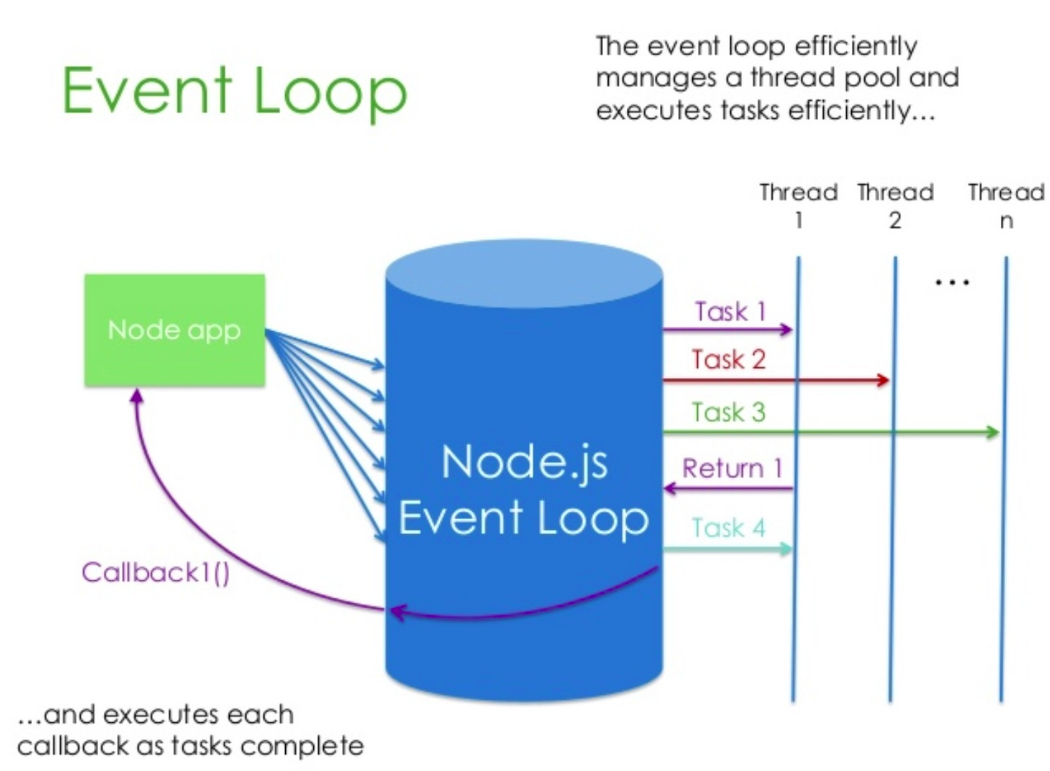 Event Loop
The event loop efficiently
manages a thread pool and
executes tasks efficiently…
Thread
1
Thread
2
Thread
n
…
Node app
Task 1
Task 2
Task 3
Return 1
Task 4
Node.js
Event Loop
Callback1()
…and executes each
callback as tasks complete